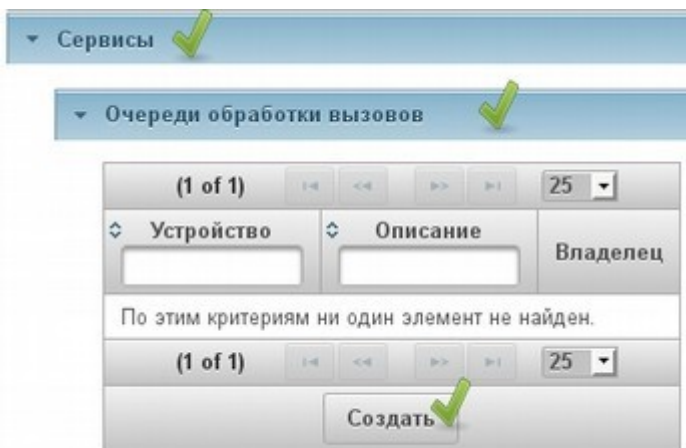 Сервисы
Очереди обработки вызовов
(1 of 1) 25
Устройство Описание Владелец
По этим критериям ни один элемент не найден.
(1 of 1) 25
Создать